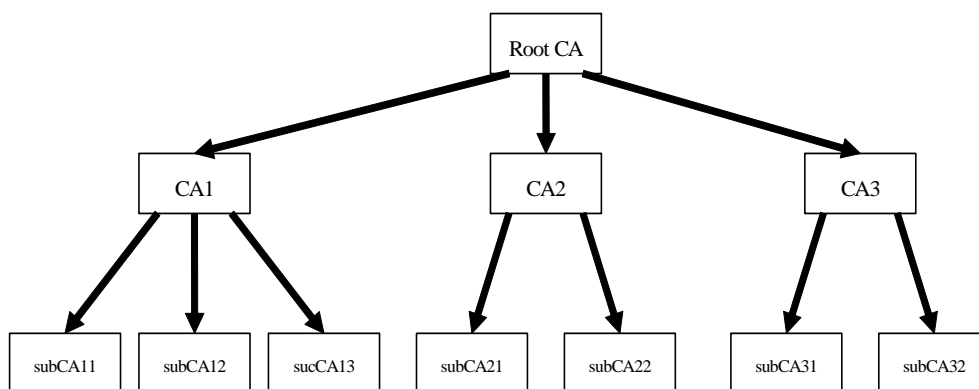 Root CA
CA1
CA2
CA3
subCA11
subCA12
sucCA13
subCA21
subCA22
subCA31
subCA32